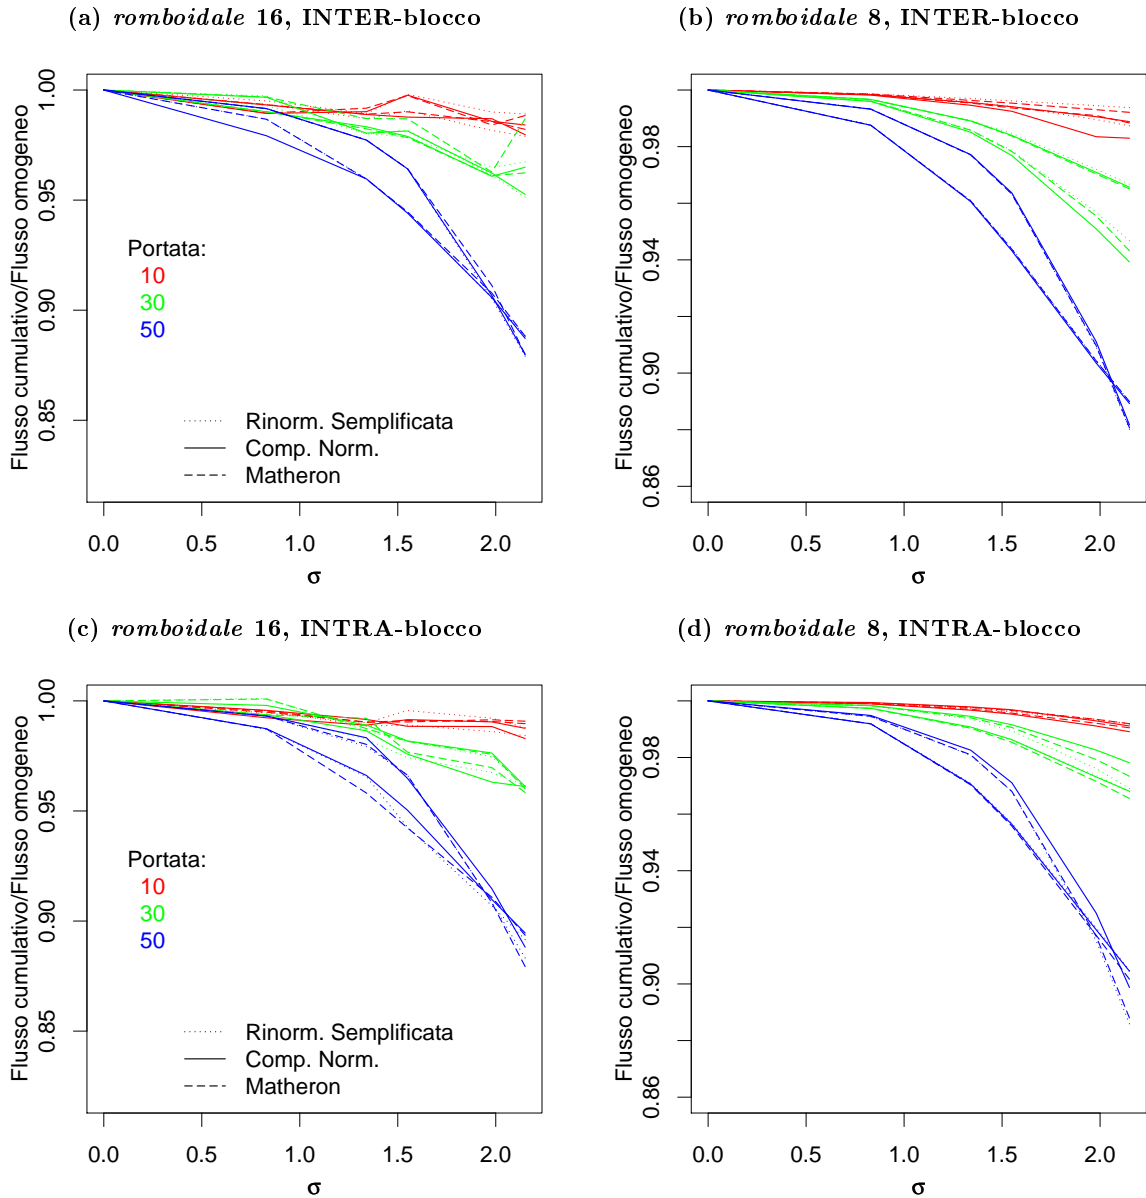 (a) romboidale 16, INTER-blocco
Flusso cumulativo/Flusso omogeneo
1.00
0.95
0.90
0.85
Portata:
10
30
50
Rinorm. Semplificata
Comp. Norm.
Matheron
0.0 0.5 1.0 1.5 2.0
σ
(b) romboidale 8, INTER-blocco
Flusso cumulativo/Flusso omogeneo
0.98
0.94
0.90
0.86
0.0 0.5 1.0 1.5 2.0
σ
(c) romboidale 16, INTRA-blocco
Flusso cumulativo/Flusso omogeneo
1.00
0.95
0.90
0.85
Portata:
10
30
50
Rinorm. Semplificata
Comp. Norm.
Matheron
0.0 0.5 1.0 1.5 2.0
σ
(d) romboidale 8, INTRA-blocco
Flusso cumulativo/Flusso omogeneo
0.98
0.94
0.90
0.86
0.0 0.5 1.0 1.5 2.0
σ